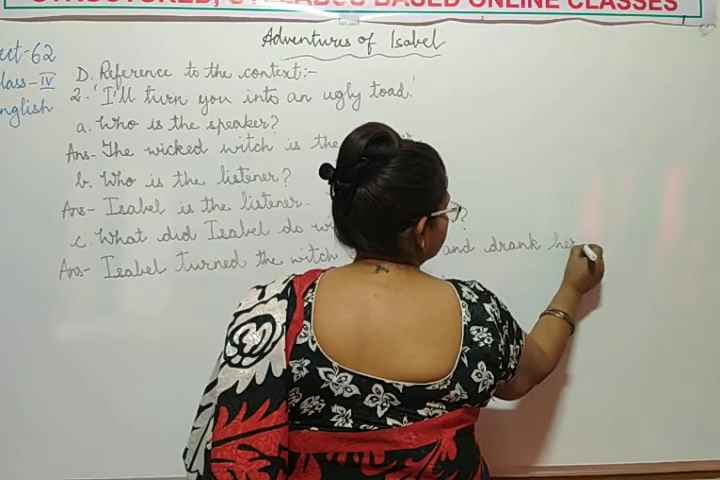 STRUCTURED, SYLLABUS BASED ONLINE CLASSES
Adventures of Isabel
ect-62
lass-IV
nglish
D. Reference to the context:-
2. 'I'll turn you into an ugly toad.'
a. Who is the speaker?
Ans- The wicked witch is the
b. Who is the listener?
Ans- Isabel is the listener.
c. What did Isabel do ?
Ans- Isabel turned the witch and drank her